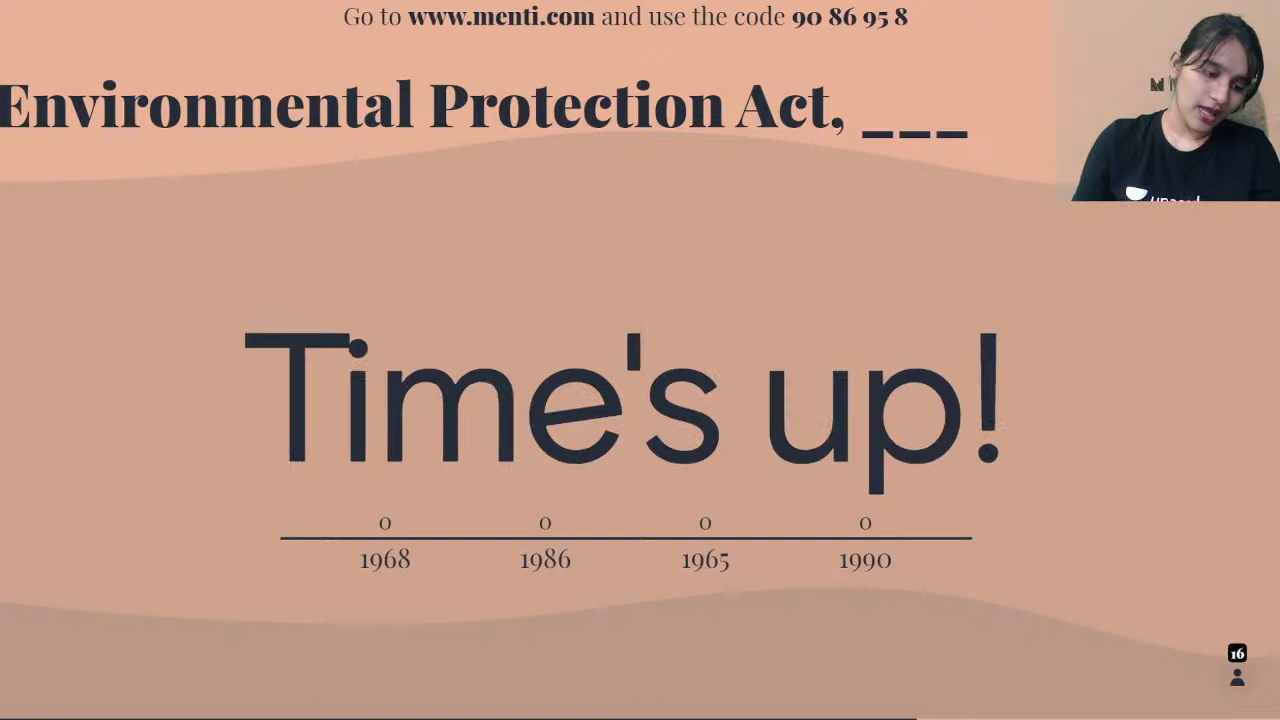 Go to www.menti.com and use the code 90 86 95 8
Environmental Protection Act, ___
Time's up!
0 0 0 0
1968 1986 1965 1990
16